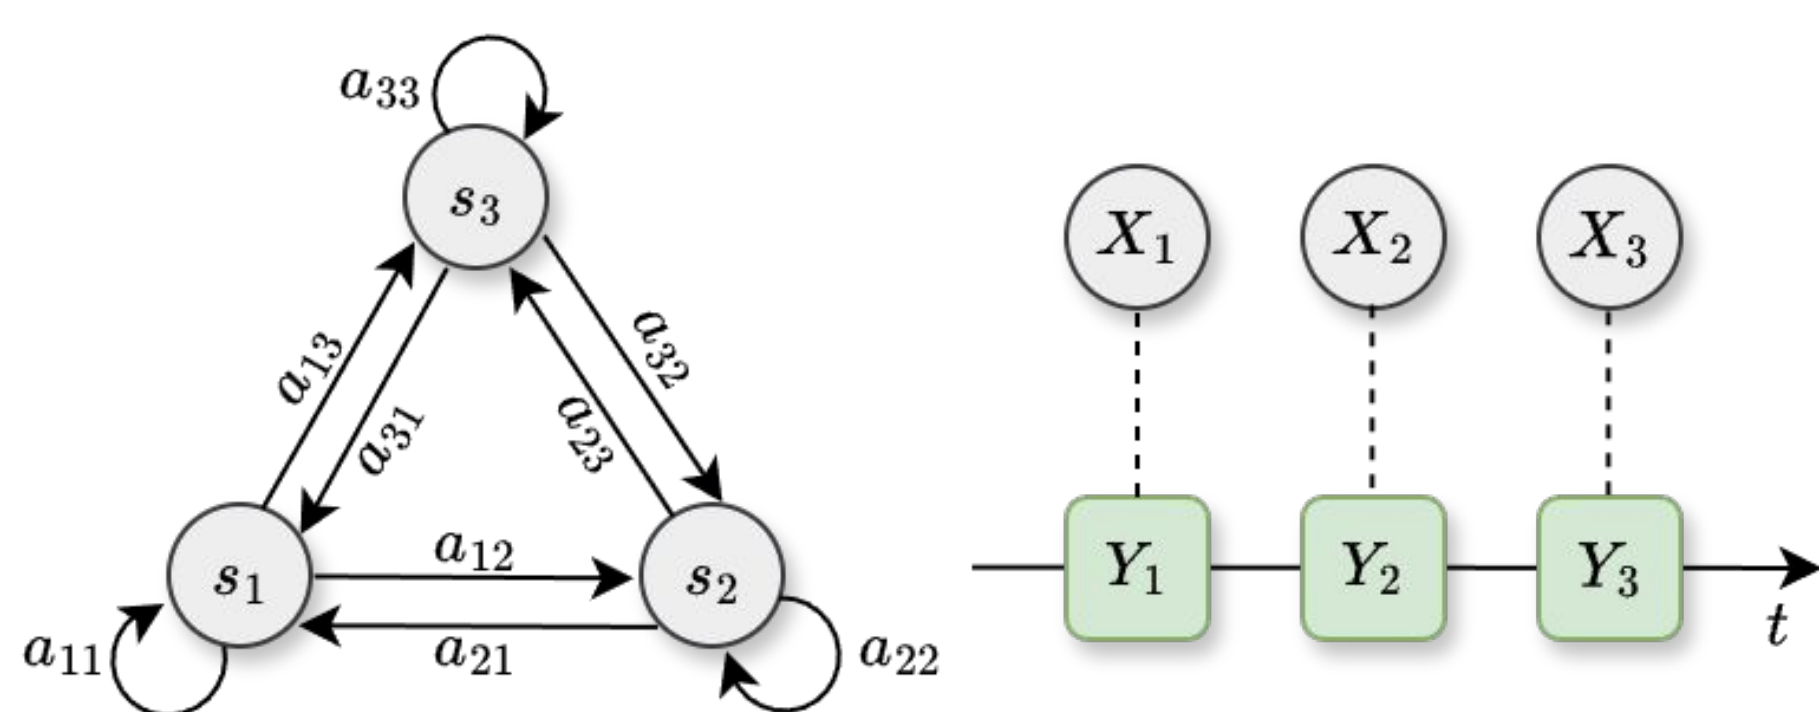 a₃₃
s₃
a₁₃
a₃₁
a₃₂
a₂₃
s₁
a₁₂
s₂
a₁₁
a₂₁
a₂₂
X₁ X₂ X₃
Y₁ Y₂ Y₃
t